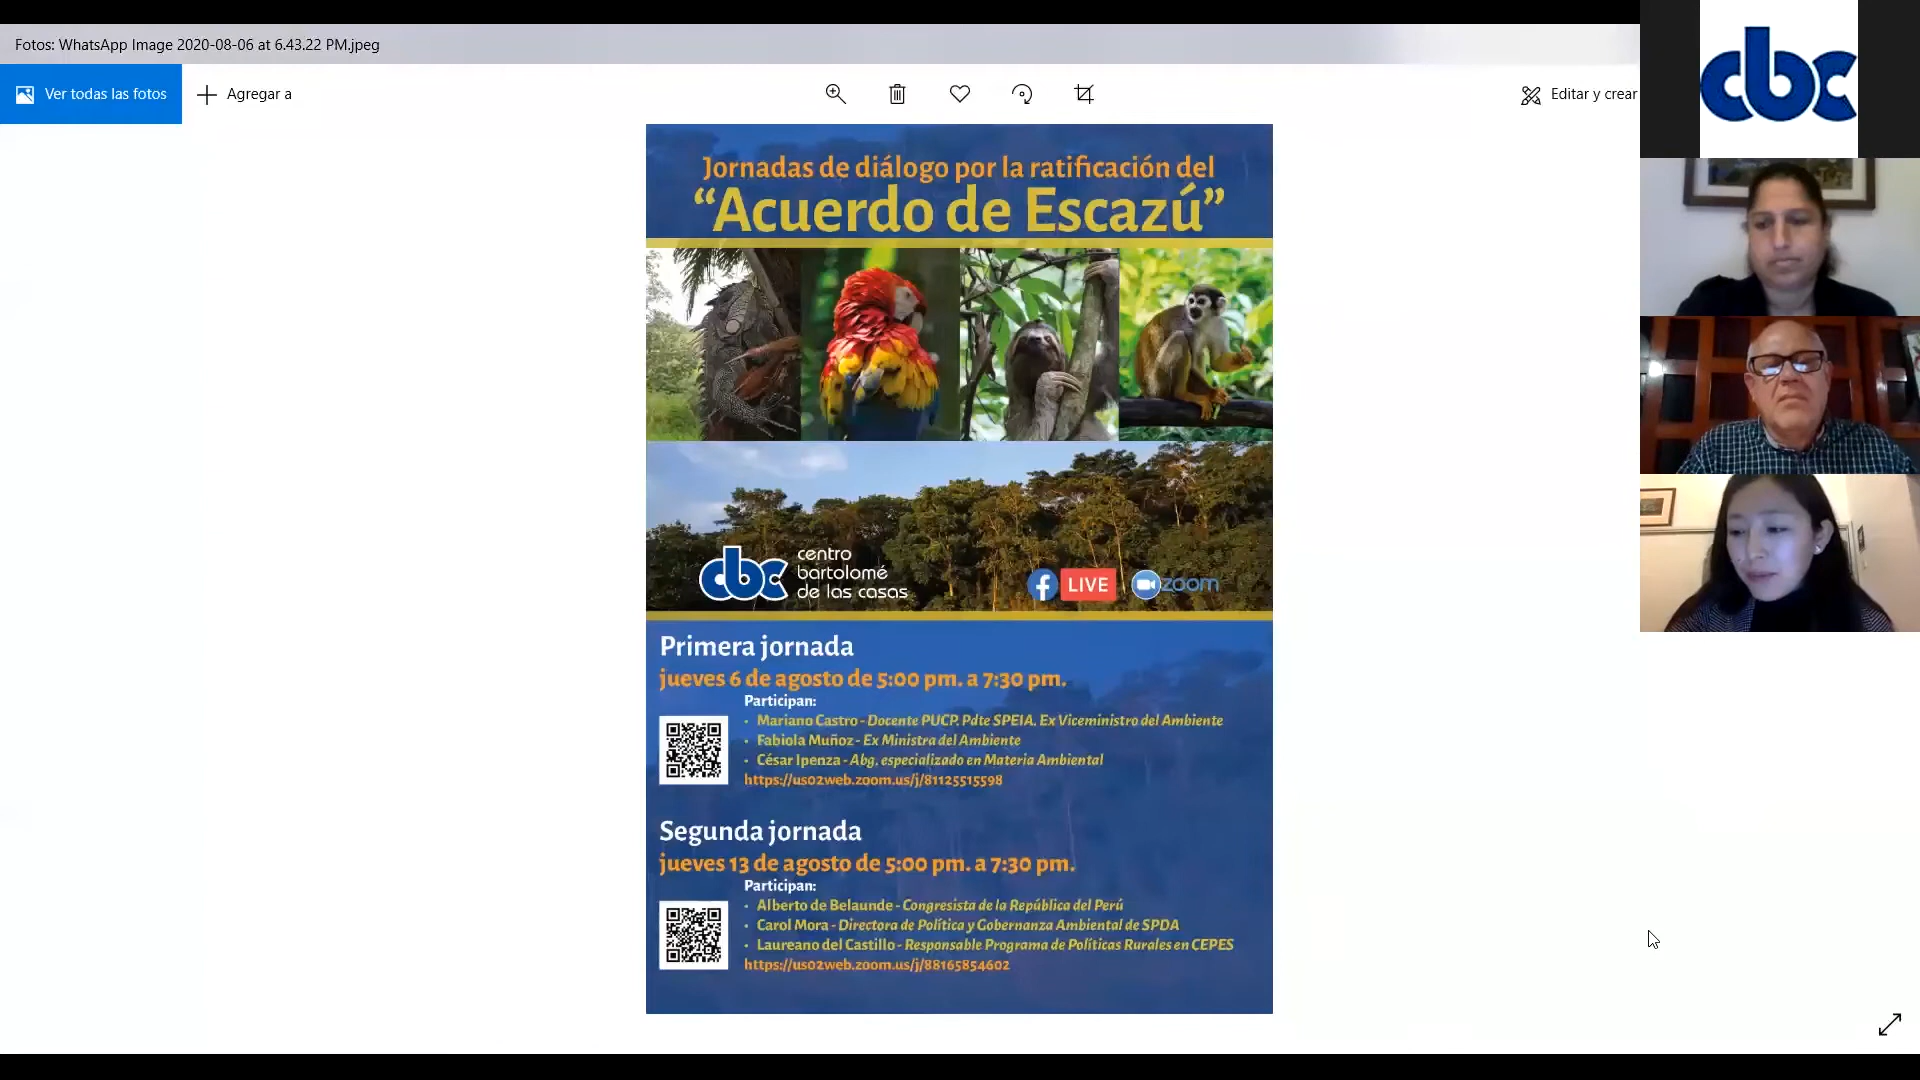 Fotos: WhatsApp Image 2020-08-06 at 6.43.22 PM.jpeg
Ver todas las fotos
Agregar a
Editar y crear
cbc
Jornadas de diálogo por la ratificación del
“Acuerdo de Escazú”
cbc
centro
bartolomé
de las casas
f LIVE
zoom
Primera jornada
jueves 6 de agosto de 5:00 pm. a 7:30 pm.
Participan:
• Mariano Castro - Docente PUCP. Pdte SPEIA. Ex Viceministro del Ambiente
• Fabiola Muñoz - Ex Ministra del Ambiente
• César Ipenza - Abg. especializado en Materia Ambiental
https://us02web.zoom.us/j/81125515598
Segunda jornada
jueves 13 de agosto de 5:00 pm. a 7:30 pm.
Participan:
• Alberto de Belaunde - Congresista de la República del Perú
• Carol Mora - Directora de Política y Gobernanza Ambiental de SPDA
• Laureano del Castillo - Responsable Programa de Políticas Rurales en CEPES
https://us02web.zoom.us/j/88165854602